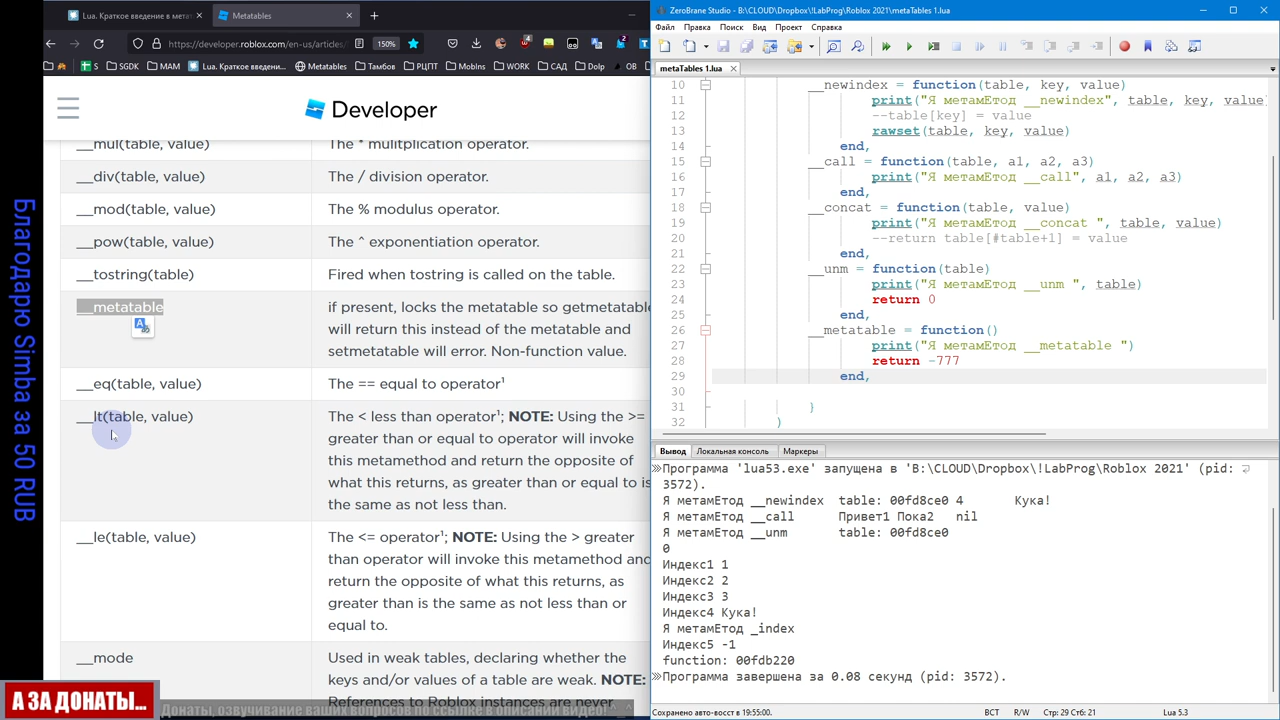 Lua. Краткое введение в метат
Metatables
https://developer.roblox.com/en-us/articles/
150%
S
SGDK
MAM
Lua.Краткое введение...
Metatables
Тамбов
РЦПТ
Mobins
WORK
САД
Dolp
ОВ
Developer
__mul(table, value)
The * mulitplication operator.
__div(table, value)
The / division operator.
__mod(table, value)
The % modulus operator.
__pow(table, value)
The ^ exponentiation operator.
__tostring(table)
Fired when tostring is called on the table.
__metatable
if present, locks the metatable so getmetatable
will return this instead of the metatable and
setmetatable will error. Non-function value.
__eq(table, value)
The == equal to operator¹
__lt(table, value)
The < less than operator¹; NOTE: Using the >=
greater than or equal to operator will invoke
this metamethod and return the opposite of
what this returns, as greater than or equal to is
the same as not less than.
__le(table, value)
The <= operator¹; NOTE: Using the > greater
than operator will invoke this metamethod and
return the opposite of what this returns, as
greater than is the same as not less than or
equal to.
__mode
Used in weak tables, declaring whether the
keys and/or values of a table are weak. NOTE:
References to Roblox instances are never
Благодарю Simba за 50 RUB
А ЗА ДОНАТЫ...
ZeroBrane Studio - B:\CLOUD\Dropbox\!LabProg\Roblox 2021\metaTables 1.lua
Файл Правка Поиск Вид Проект Справка
metaTables 1.lua
10 __newindex = function(table, key, value)
11 print("Я метамЕтод __newindex", table, key, value
12 --table[key] = value
13 rawset(table, key, value)
14 end,
15 __call = function(table, a1, a2, a3)
16 print("Я метамЕтод __call", a1, a2, a3)
17 end,
18 __concat = function(table, value)
19 print("Я метамЕтод __concat ", table, value)
20 --return table[#table+1] = value
21 end,
22 __unm = function(table)
23 print("Я метамЕтод __unm ", table)
24 return 0
25 end,
26 __metatable = function()
27 print("Я метамЕтод __metatable ")
28 return -777
29 end,
30
31 }
32 )
Вывод
Локальная консоль
Маркеры
Программа 'lua53.exe' запущена в 'B:\CLOUD\Dropbox\!LabProg\Roblox 2021' (pid:
3572).
Я метамЕтод __newindex table: 00fd8ce0 4 Кука!
Я метамЕтод __call Привет1 Пока2 nil
Я метамЕтод __unm table: 00fd8ce0
0
Индекс1 1
Индекс2 2
Индекс3 3
Индекс4 Кука!
Я метамЕтод _index
Индекс5 -1
function: 00fdb220
Программа завершена за 0.08 секунд (pid: 3572).
Сохранено авто-восст в 19:55:00.
ВСТ
R/W
Стр: 29 Стб: 21
Lua 5.3